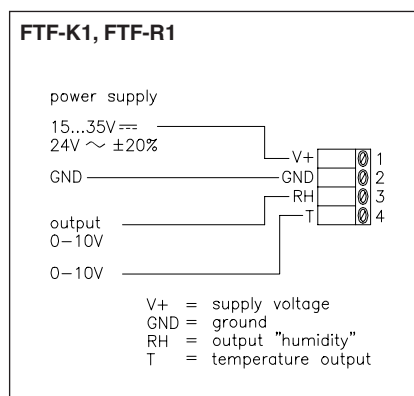 FTF-K1, FTF-R1
power supply
15...35V ⎓
24V ∼ ±20%
V+ 1
GND GND 2
RH 3
output T 4
0–10V
0–10V
V+ = supply voltage
GND = ground
RH = output "humidity"
T = temperature output